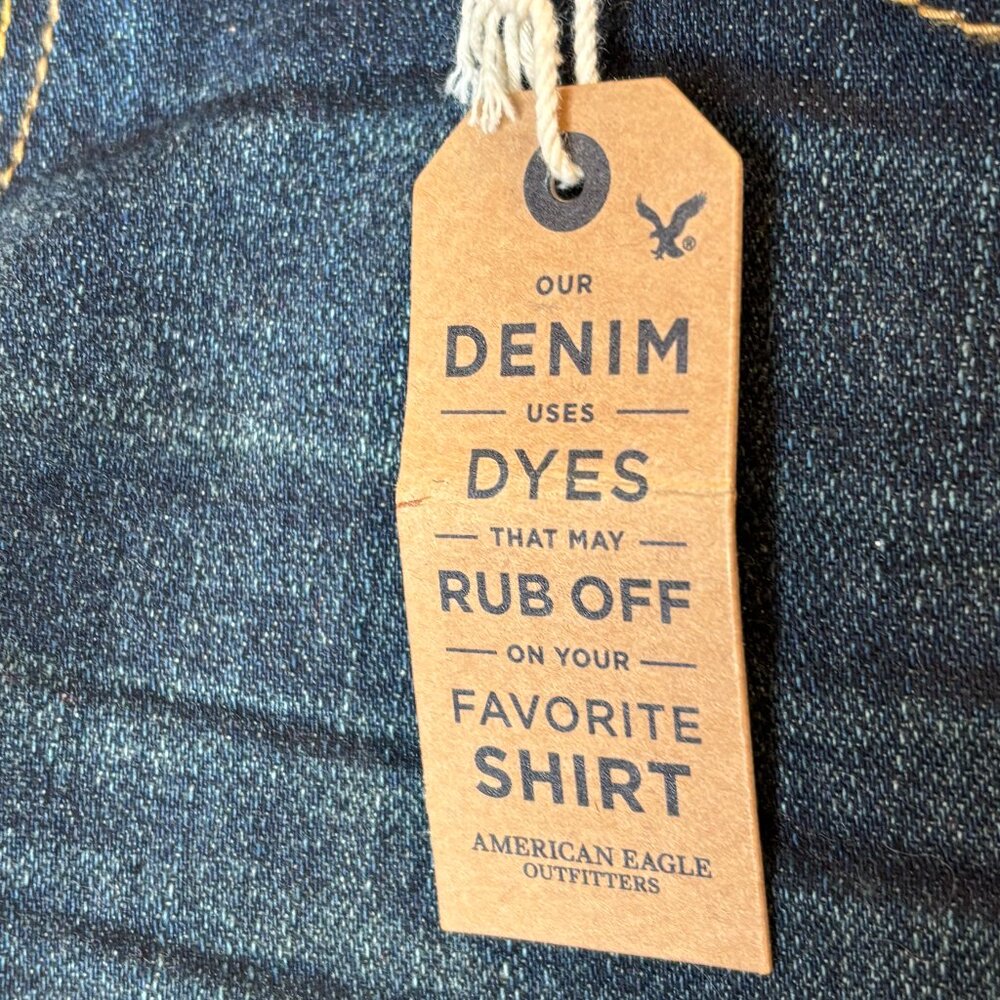 ®
OUR
DENIM
USES
DYES
THAT MAY
RUB OFF
ON YOUR
FAVORITE
SHIRT
AMERICAN EAGLE
OUTFITTERS